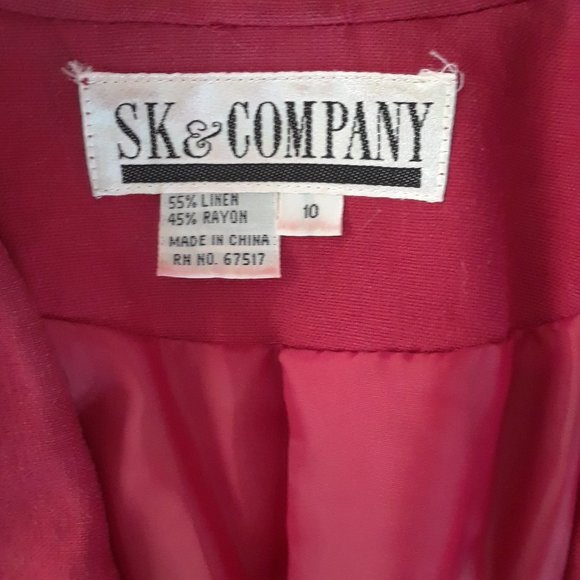 SK & COMPANY
55% LINEN
45% RAYON
10
MADE IN CHINA
RN NO. 67517